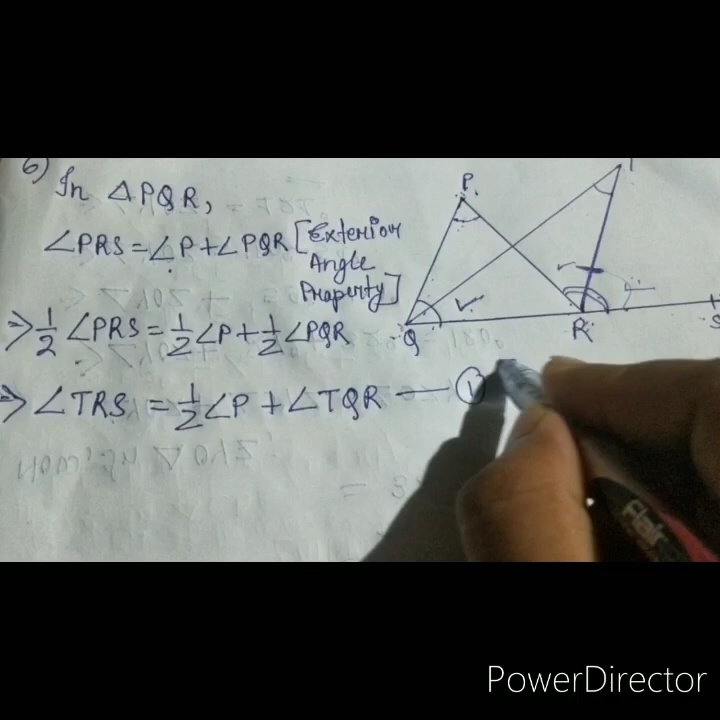 6) In △PQR,
∠PRS = ∠P + ∠PQR [Exterior
Angle
Property]
⇒ 1/2 ∠PRS = 1/2 ∠P + 1/2 ∠PQR
⇒ ∠TRS = 1/2 ∠P + ∠TQR — ①
P
T
Q
R
S
Flair
PowerDirector